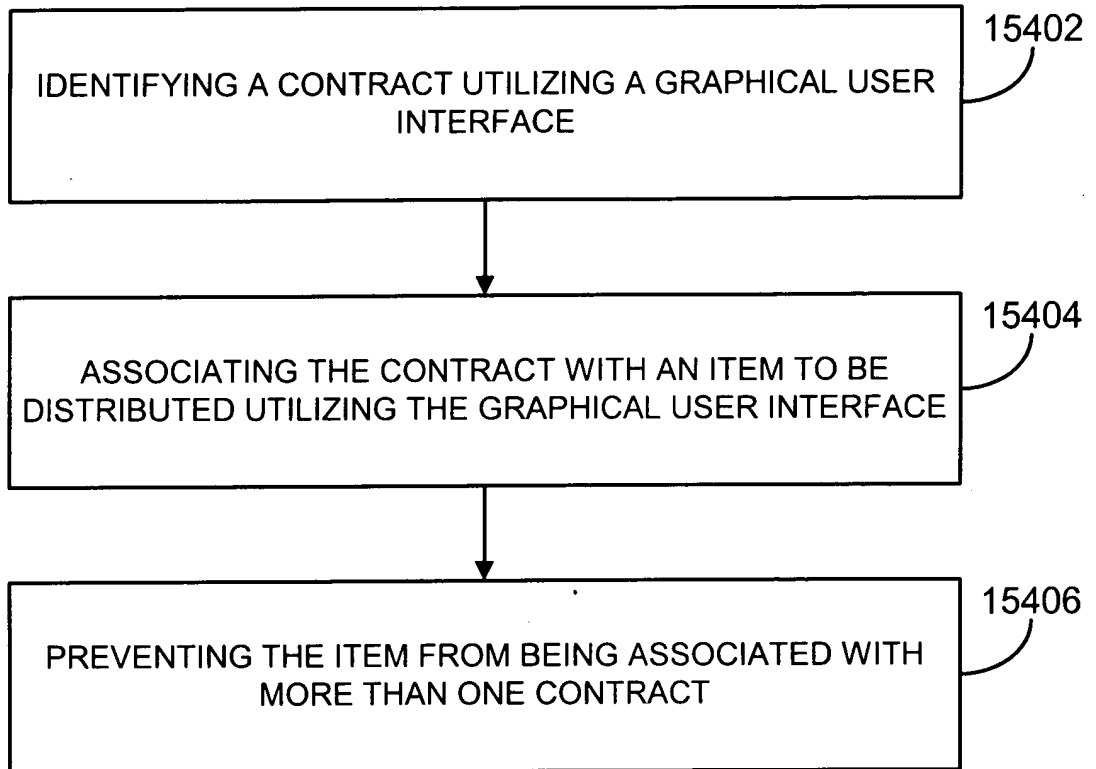 15402
IDENTIFYING A CONTRACT UTILIZING A GRAPHICAL USER
INTERFACE
15404
ASSOCIATING THE CONTRACT WITH AN ITEM TO BE
DISTRIBUTED UTILIZING THE GRAPHICAL USER INTERFACE
15406
PREVENTING THE ITEM FROM BEING ASSOCIATED WITH
MORE THAN ONE CONTRACT